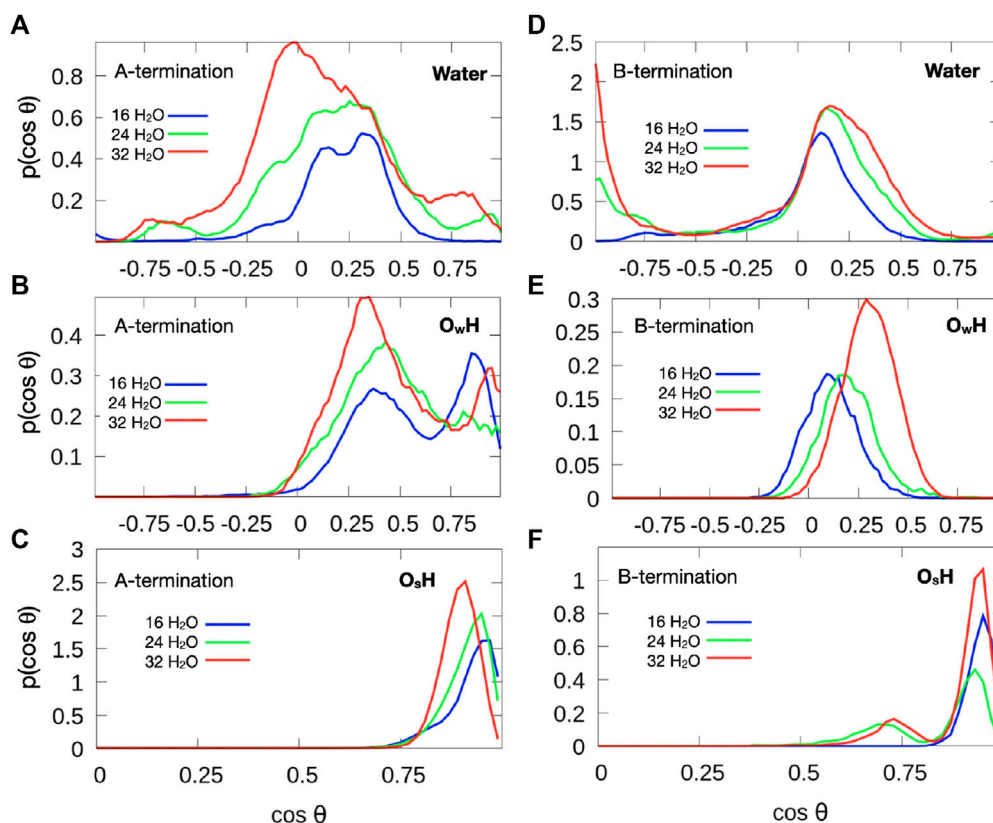 A
A-termination
Water
16 H₂O
24 H₂O
32 H₂O
p(cos θ)
0.8
0.6
0.4
0.2
-0.75 -0.5 -0.25 0 0.25 0.5 0.75
B
A-termination
OwH
16 H₂O
24 H₂O
32 H₂O
p(cos θ)
0.4
0.3
0.2
0.1
-0.75 -0.5 -0.25 0 0.25 0.5 0.75
C
A-termination
OsH
16 H₂O
24 H₂O
32 H₂O
p(cos θ)
3
2.5
2
1.5
1
0.5
0
0 0.25 0.5 0.75
cos θ
D
B-termination
Water
16 H₂O
24 H₂O
32 H₂O
2.5
2
1.5
1
0.5
0
-0.75 -0.5 -0.25 0 0.25 0.5 0.75
E
B-termination
OwH
16 H₂O
24 H₂O
32 H₂O
0.3
0.25
0.2
0.15
0.1
0.05
0
-0.75 -0.5 -0.25 0 0.25 0.5 0.75
F
B-termination
OsH
16 H₂O
24 H₂O
32 H₂O
1
0.8
0.6
0.4
0.2
0
0 0.25 0.5 0.75
cos θ